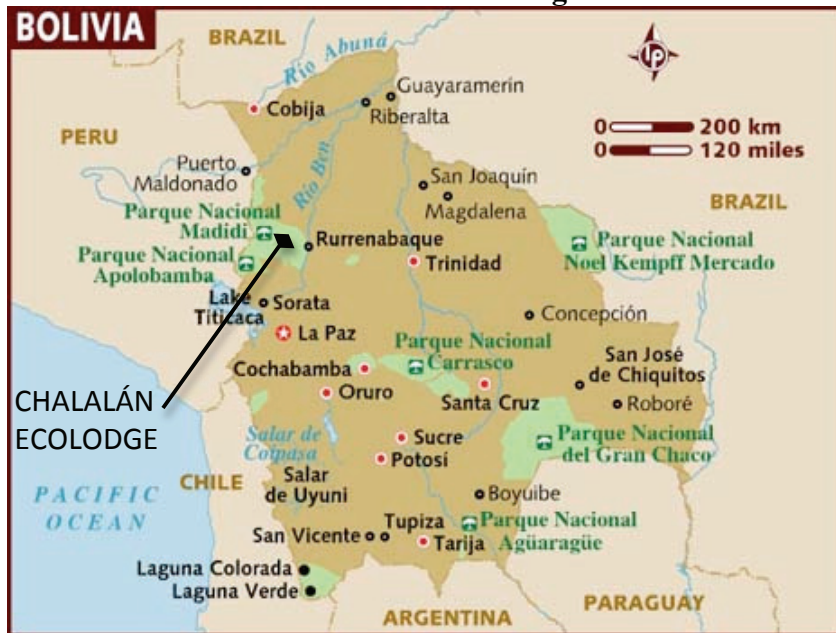 BOLIVIA
BRAZIL
Río Abuná
Guayaramerín
Cobija
Riberalta
0 200 km
0 120 miles
PERU
Puerto
Maldonado
Río Ben
San Joaquín
Magdalena
BRAZIL
Parque Nacional
Madidi
Rurrenabaque
Parque Nacional
Apolobamba
Trinidad
Parque Nacional
Noel Kempff Mercado
Lake
Titicaca
Sorata
La Paz
Concepción
Parque Nacional
Carrasco
Cochabamba
San José
de Chiquitos
Oruro
Santa Cruz
Roboré
CHALALÁN
ECOLODGE
Salar de
Coipasa
Sucre
Potosí
Parque Nacional
del Gran Chaco
PACIFIC
OCEAN
CHILE
Salar
de Uyuni
Boyuibe
San Vicente
Tupiza
Tarija
Parque Nacional
Agüaragüe
Laguna Colorada
Laguna Verde
ARGENTINA
PARAGUAY
lp